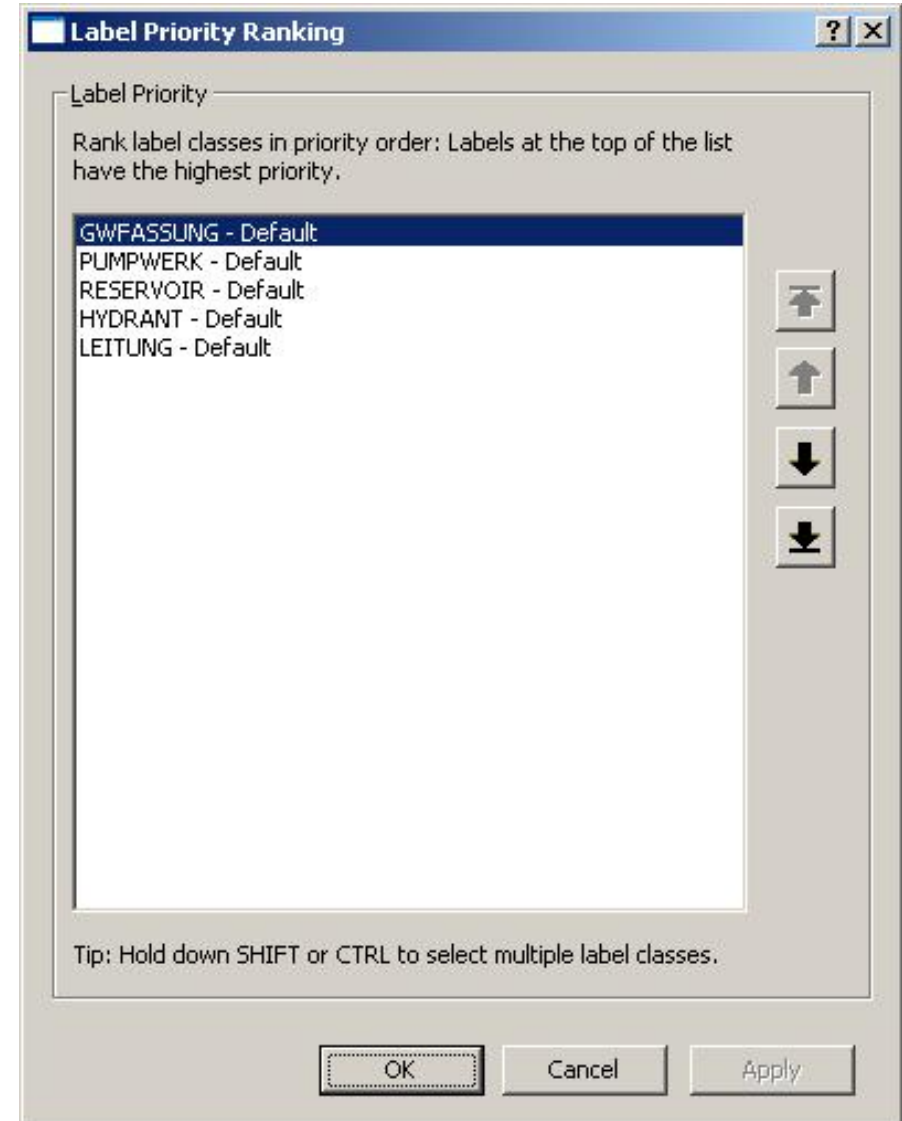 Label Priority Ranking
Label Priority
Rank label classes in priority order: Labels at the top of the list
have the highest priority.
GWFASSUNG - Default
PUMPWERK - Default
RESERVOIR - Default
HYDRANT - Default
LEITUNG - Default
Tip: Hold down SHIFT or CTRL to select multiple label classes.
OK
Cancel
Apply